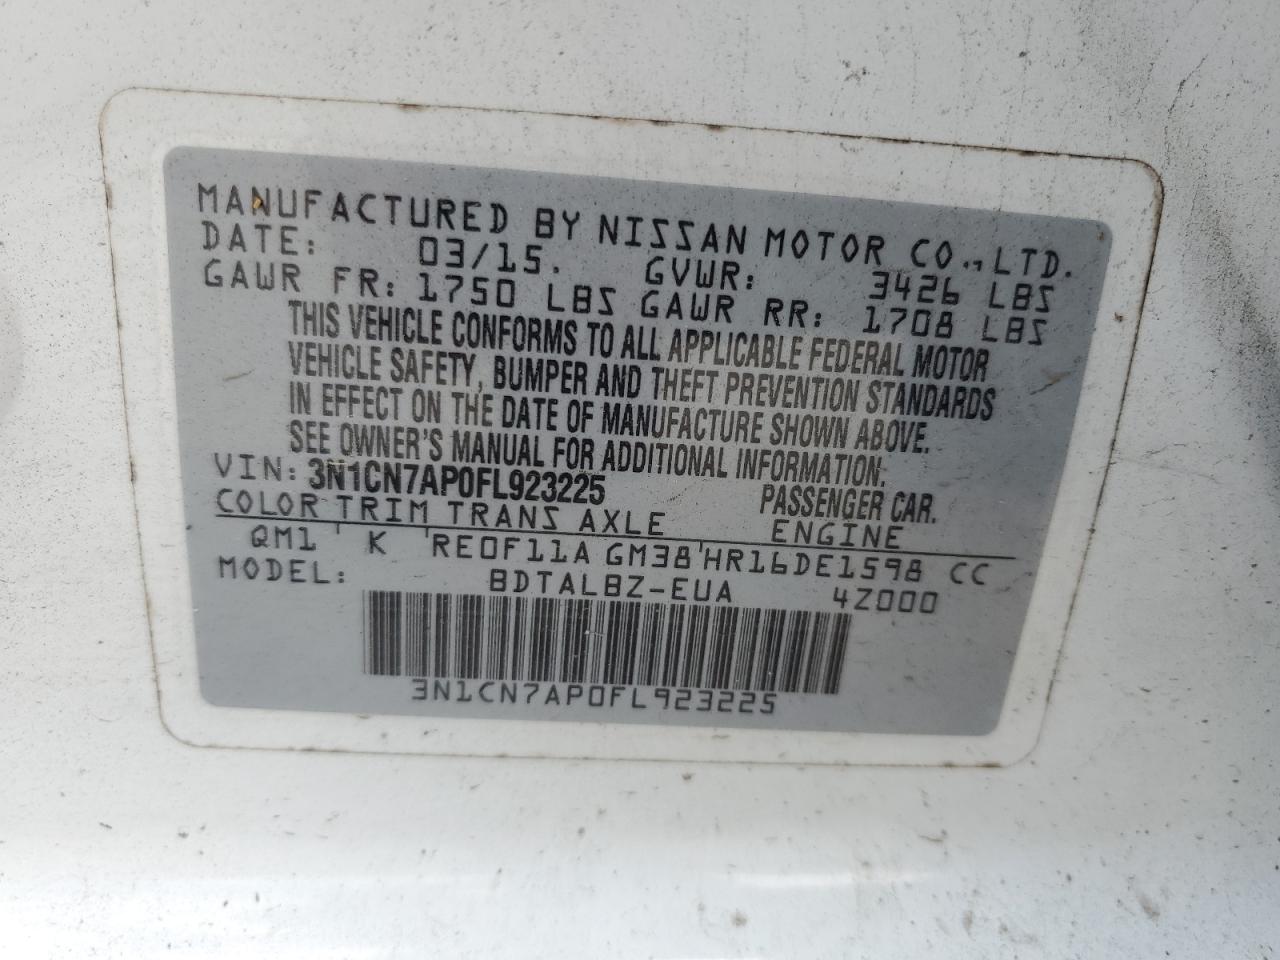 MANUFACTURED BY NISSAN MOTOR CO., LTD.
DATE: 03/15. GVWR: 3426 LBS
GAWR FR: 1750 LBS GAWR RR: 1708 LBS
THIS VEHICLE CONFORMS TO ALL APPLICABLE FEDERAL MOTOR
VEHICLE SAFETY, BUMPER AND THEFT PREVENTION STANDARDS
IN EFFECT ON THE DATE OF MANUFACTURE SHOWN ABOVE.
SEE OWNER'S MANUAL FOR ADDITIONAL INFORMATION.
VIN: 3N1CN7AP0FL923225 PASSENGER CAR.
COLOR TRIM TRANS AXLE ENGINE
QM1 K RE0F11A GM38 HR16DE1598 CC
MODEL: BDTALBZ-EUA 4Z000
3N1CN7AP0FL923225